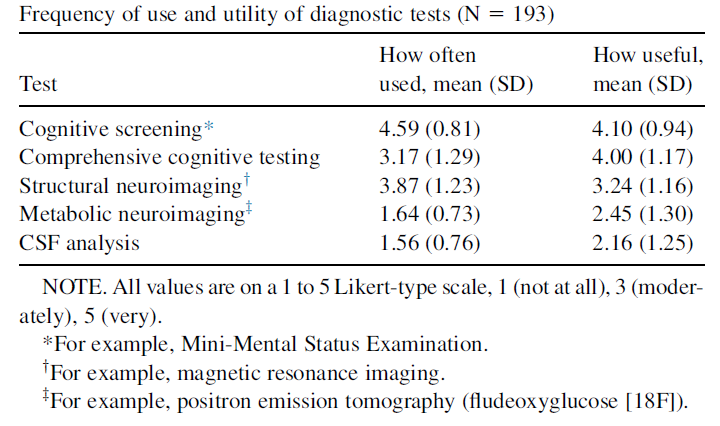 Frequency of use and utility of diagnostic tests (N = 193)
How often How useful,
Test used, mean (SD) mean (SD)
Cognitive screening* 4.59 (0.81) 4.10 (0.94)
Comprehensive cognitive testing 3.17 (1.29) 4.00 (1.17)
Structural neuroimaging† 3.87 (1.23) 3.24 (1.16)
Metabolic neuroimaging‡ 1.64 (0.73) 2.45 (1.30)
CSF analysis 1.56 (0.76) 2.16 (1.25)
NOTE. All values are on a 1 to 5 Likert-type scale, 1 (not at all), 3 (moder-
ately), 5 (very).
*For example, Mini-Mental Status Examination.
†For example, magnetic resonance imaging.
‡For example, positron emission tomography (fludeoxyglucose [18F]).